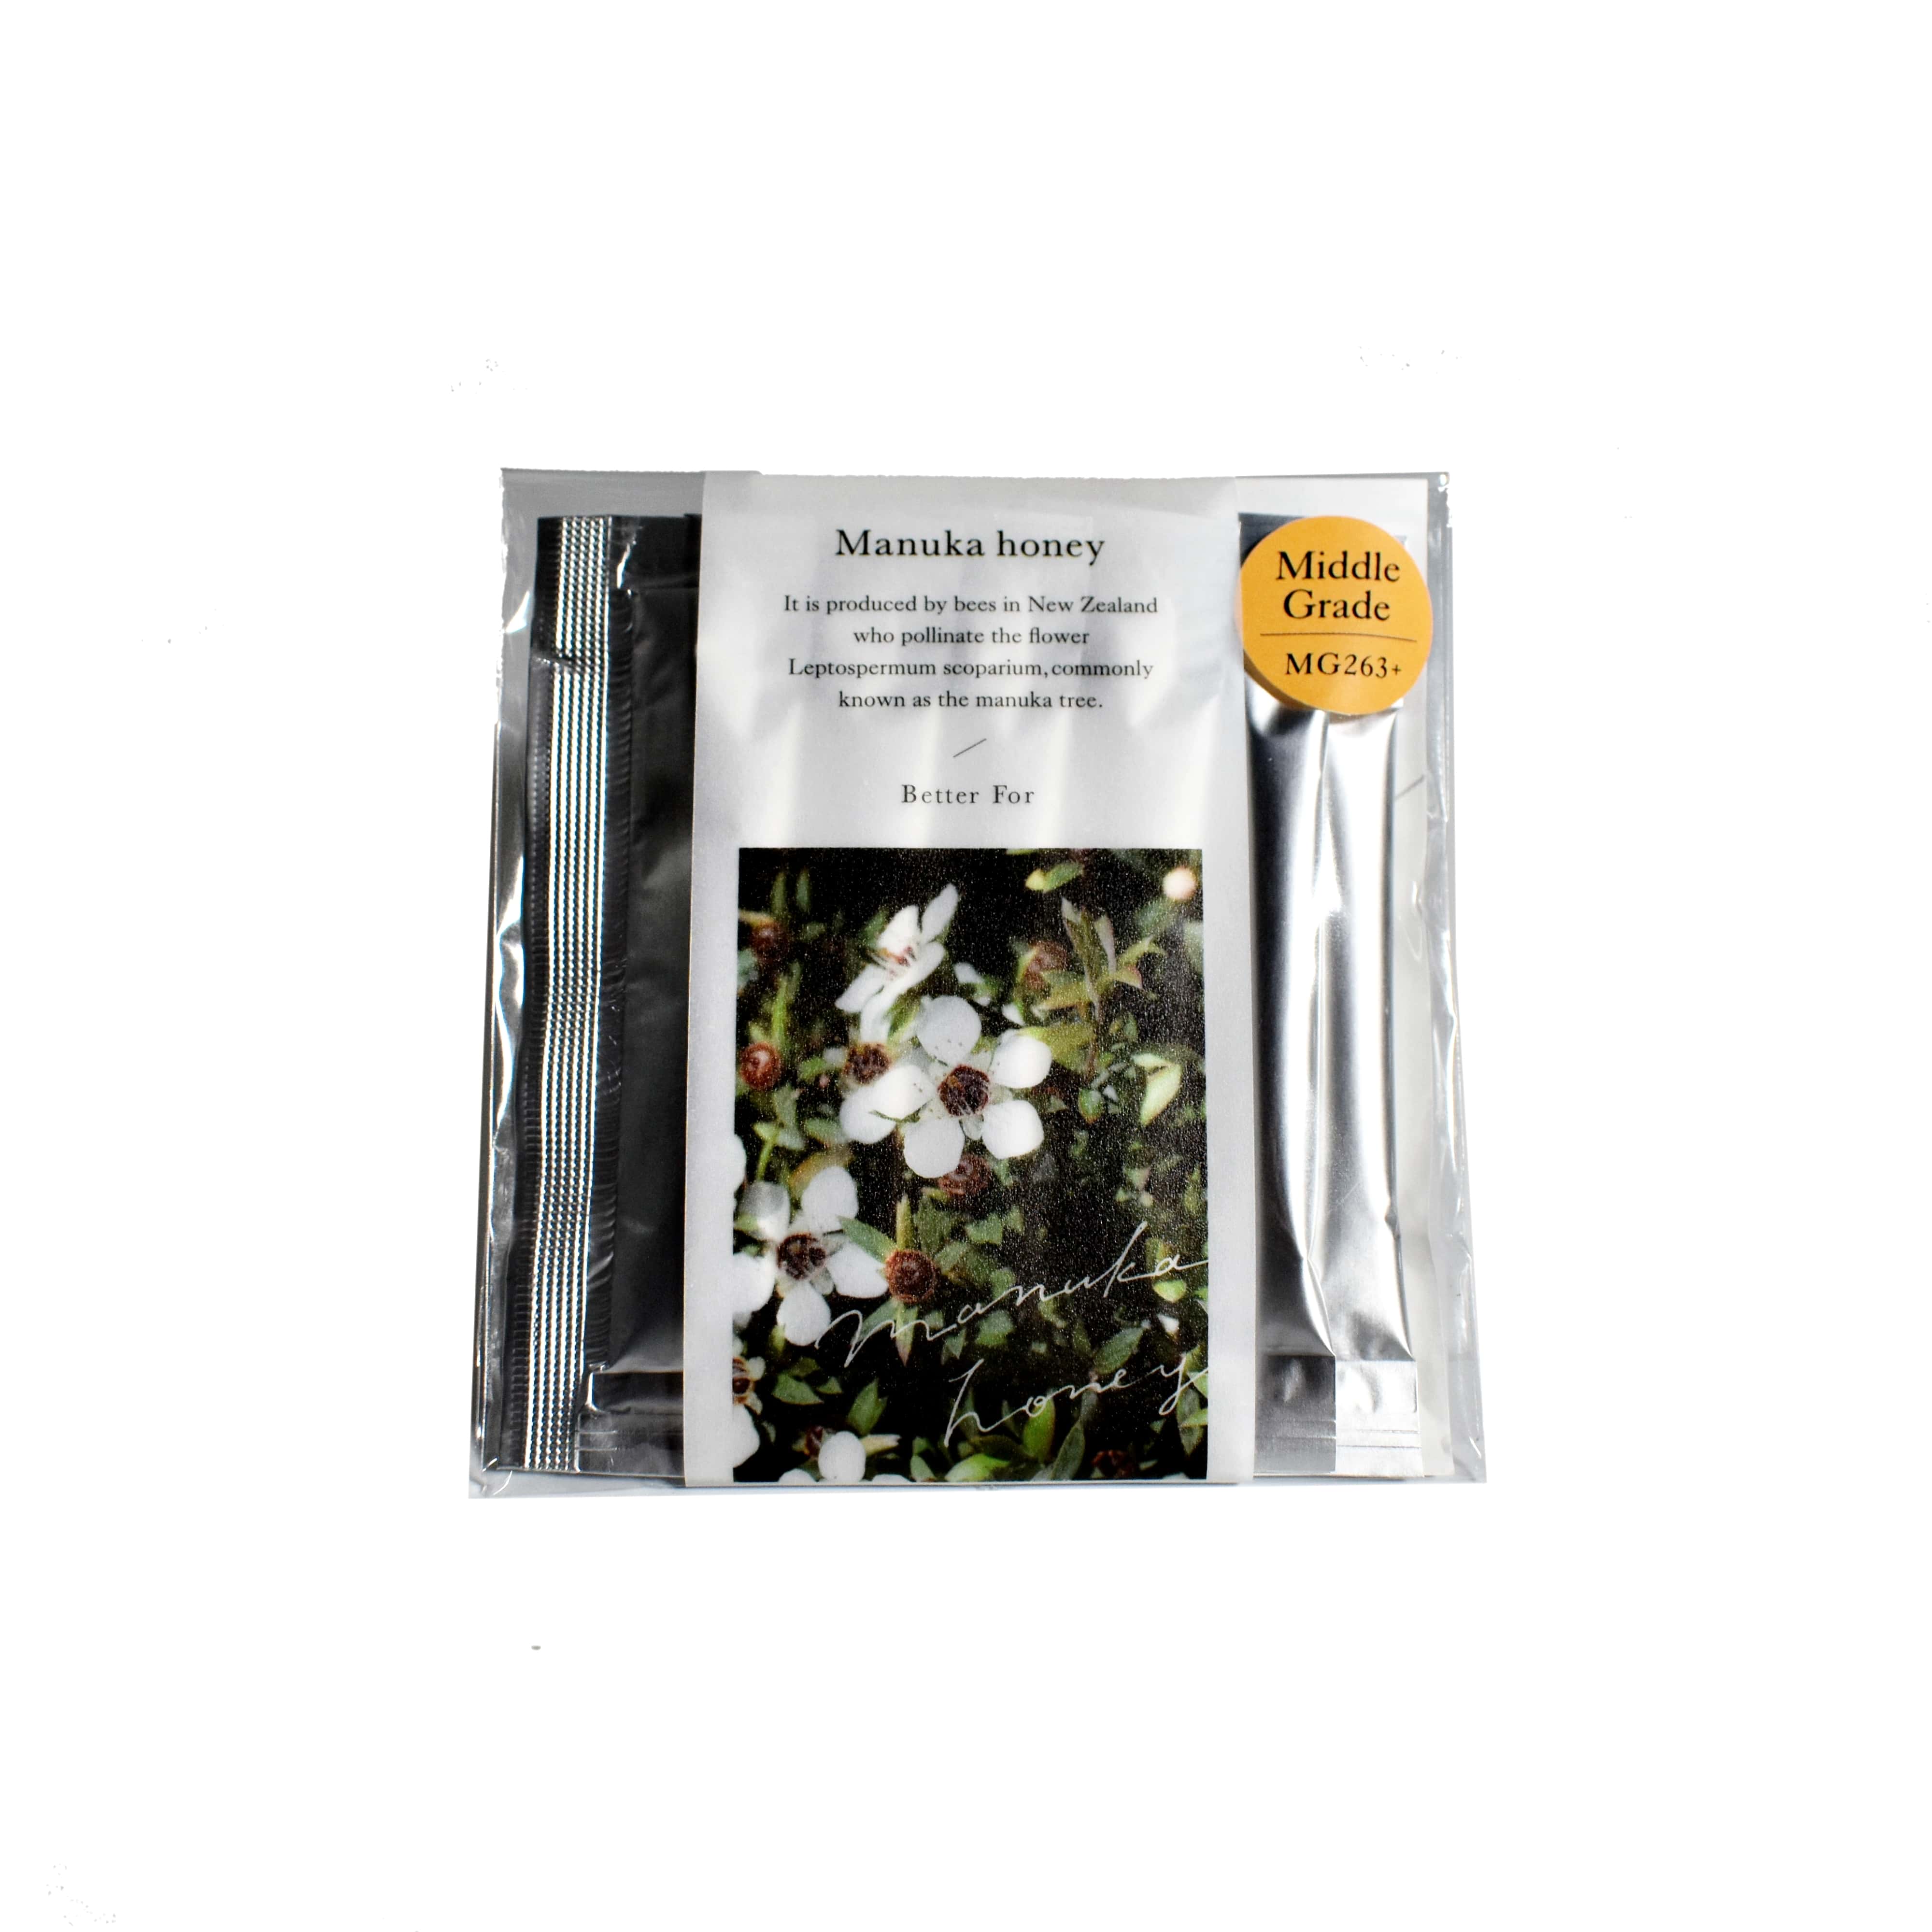 Manuka honey
It is produced by bees in New Zealand
who pollinate the flower
Leptospermum scoparium, commonly
known as the manuka tree.
Better For
manuka
honey
Middle
Grade
MG263+